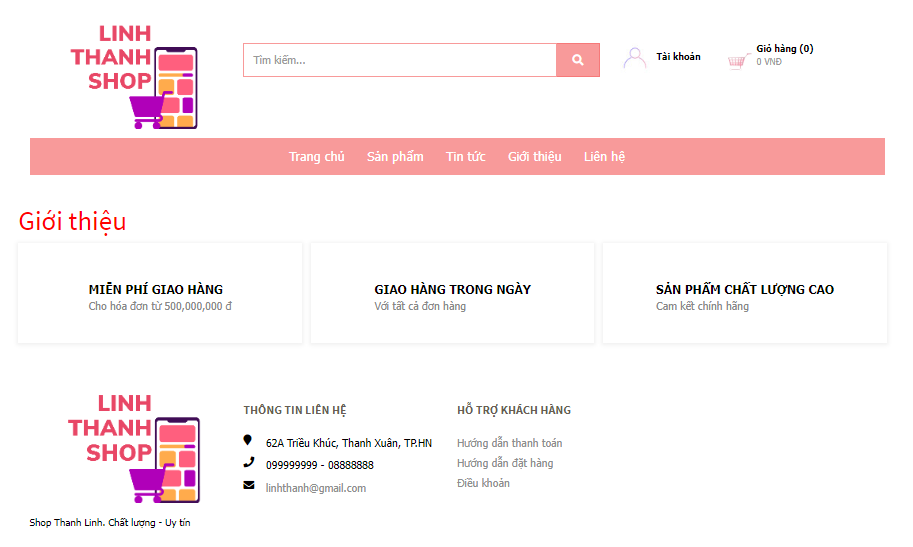 LINH
THANH
SHOP
Tìm kiếm...
Tài khoản
Giỏ hàng (0)
0 VNĐ
Trang chủ Sản phẩm Tin tức Giới thiệu Liên hệ
Giới thiệu
MIỄN PHÍ GIAO HÀNG
Cho hóa đơn từ 500,000,000 đ
GIAO HÀNG TRONG NGÀY
Với tất cả đơn hàng
SẢN PHẨM CHẤT LƯỢNG CAO
Cam kết chính hãng
LINH
THANH
SHOP
Shop Thanh Linh. Chất lượng - Uy tín
THÔNG TIN LIÊN HỆ
62A Triều Khúc, Thanh Xuân, TP.HN
099999999 - 08888888
linhthanh@gmail.com
HỖ TRỢ KHÁCH HÀNG
Hướng dẫn thanh toán
Hướng dẫn đặt hàng
Điều khoản